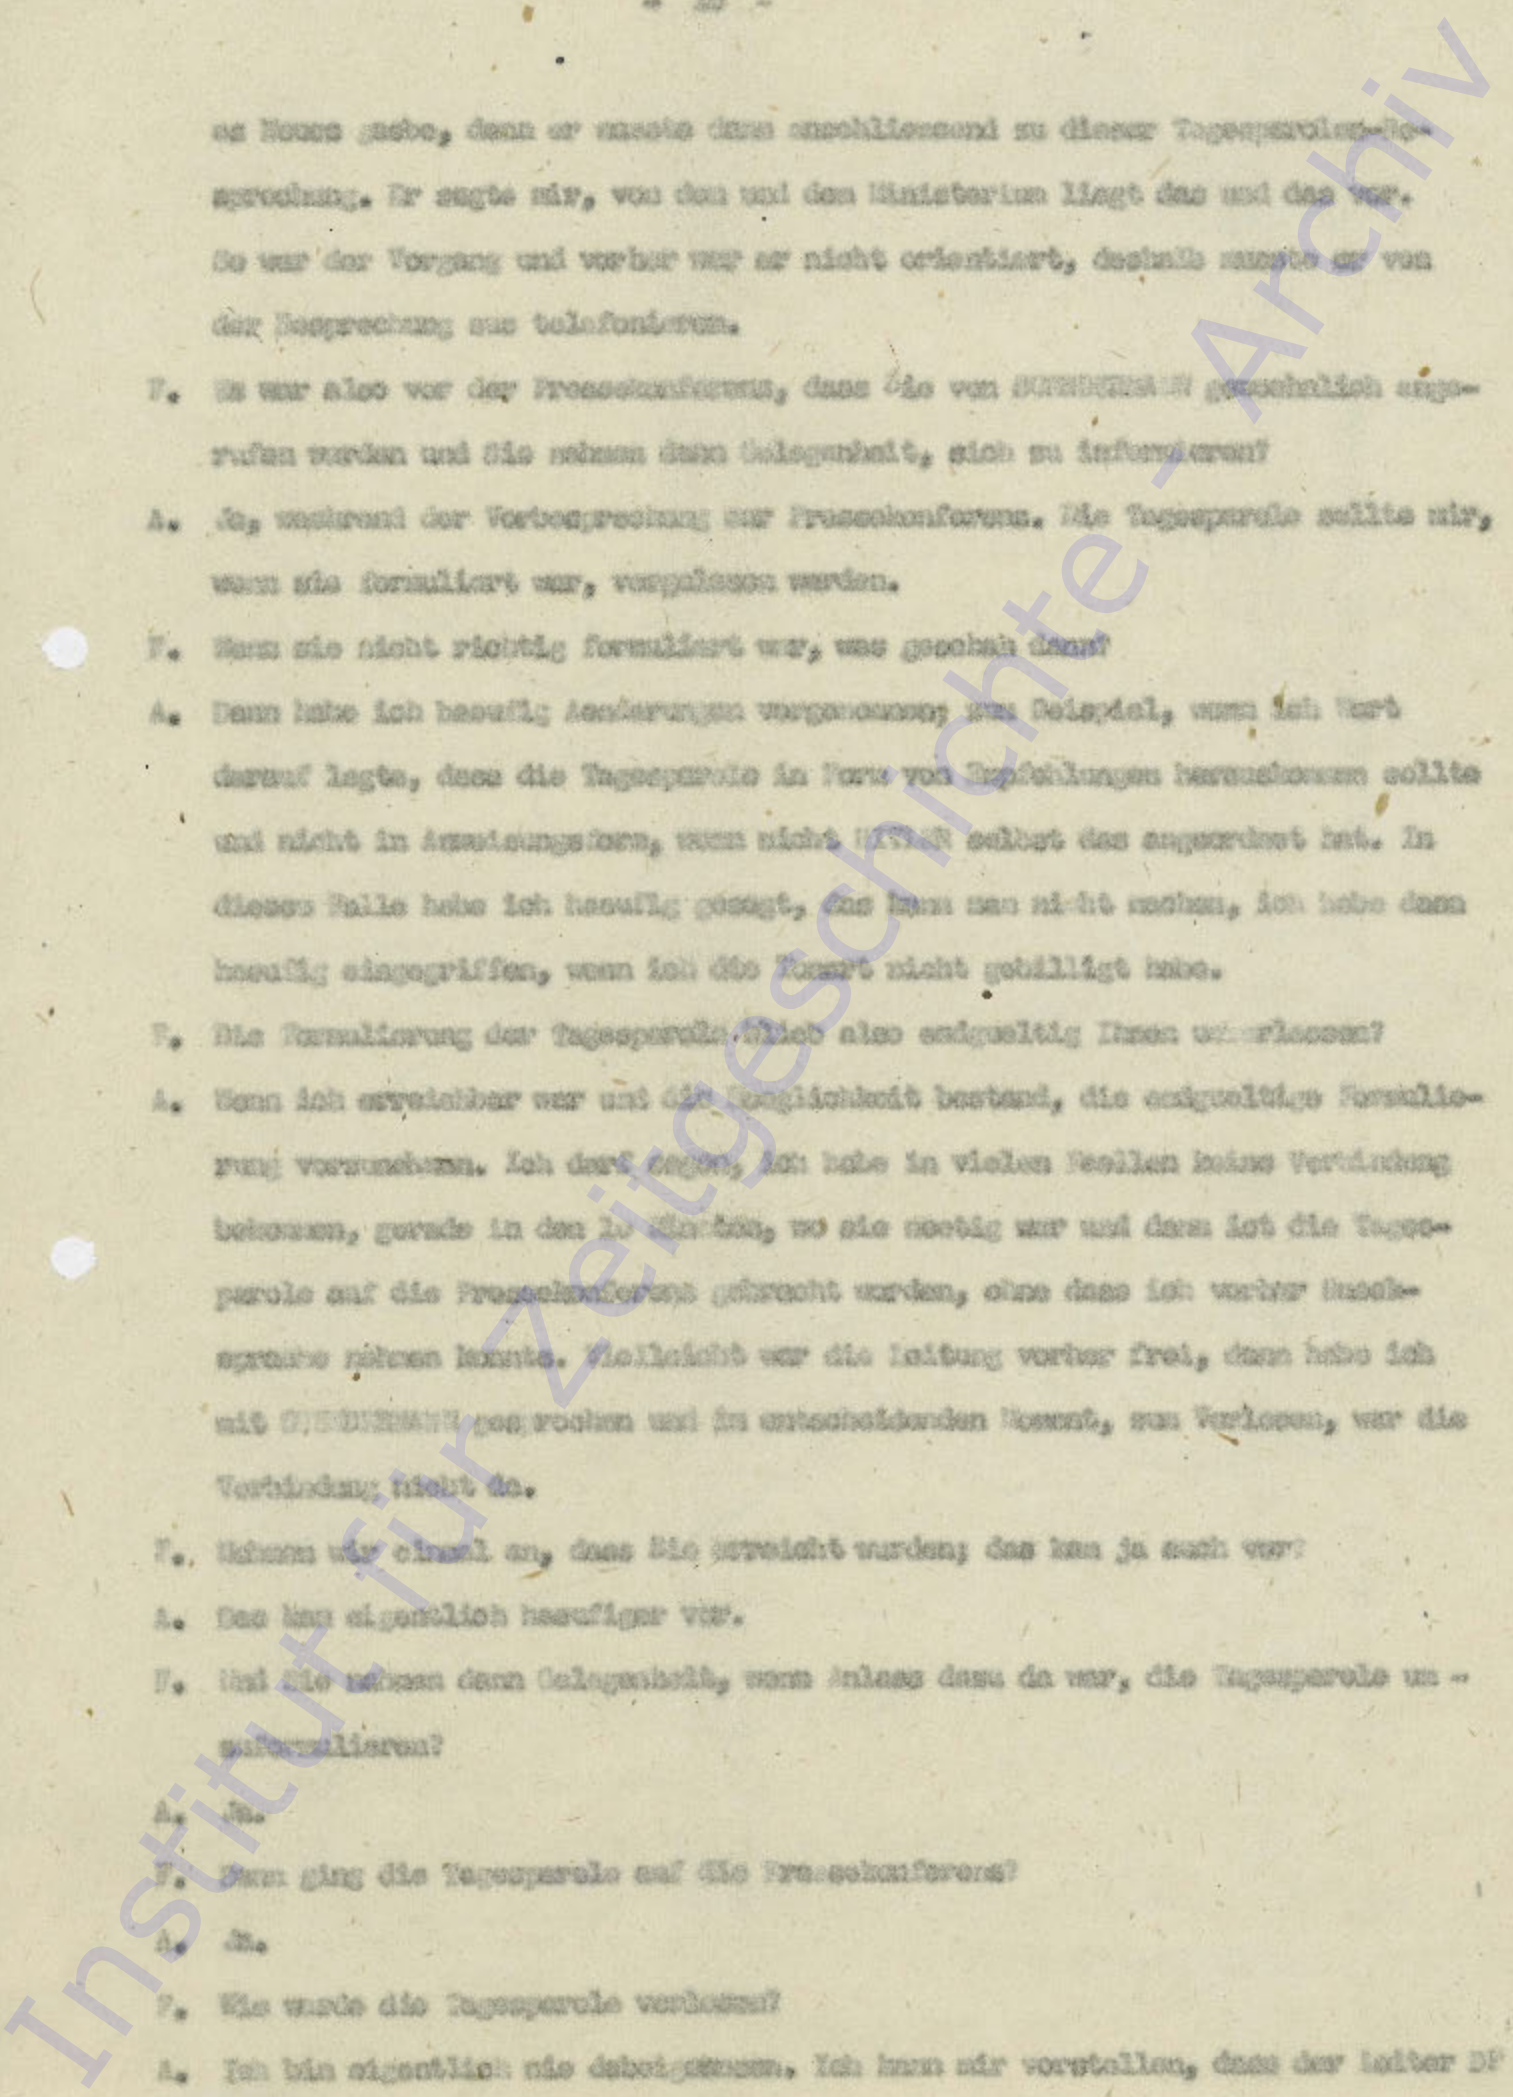 es Neues gaebe, denn er musste dann anschliessend zu dieser Tagesparolen-Be-
sprechung. Er sagte mir, von dem und dem Ministerium liegt das und das vor.
So war der Vorgang und vorher war er nicht orientiert, deshalb musste er von
der Besprechung aus telefonieren.
F. Es war also vor der Pressekonferenz, dass Sie von SUENDERMANN gewoehnlich ange-
rufen wurden und Sie nahmen dann Gelegenheit, sich zu informieren?
A. Ja, waehrend der Vorbesprechung zur Pressekonferenz. Die Tagesparole sollte mir,
wenn sie formuliert war, vorgelesen werden.
F. Wenn sie nicht richtig formuliert war, was geschah dann?
A. Dann habe ich haeufig Aenderungen vorgenommen; zum Beispiel, wenn ich Wert
darauf legte, dass die Tagesparole in Form von Empfehlungen herauskommen sollte
und nicht in Anweisungsform, wenn nicht HITLER selbst das angeordnet hat. In
diesem Falle habe ich haeufig gesagt, das kann man nicht machen, ich habe dann
haeufig eingegriffen, wenn ich die Tonart nicht gebilligt habe.
F. Die Formulierung der Tagesparole blieb also endgueltig Ihnen ueberlassen?
A. Wenn ich erreichbar war und die Moeglichkeit bestand, die endgueltige Formulie-
rung vorzunehmen. Ich darf sagen, ich habe in vielen Faellen keine Verbindung
bekommen, gerade in den 10 Minuten, wo sie noetig war und dann ist die Tages-
parole auf die Pressekonferenz gebracht worden, ohne dass ich vorher Rueck-
sprache nehmen konnte. Vielleicht war die Leitung vorher frei, dann habe ich
mit SUENDERMANN gesprochen und im entscheidenden Moment, zum Verlesen, war die
Verbindung nicht da.
F. Nehmen wir einmal an, dass Sie erreicht wurden; das kam ja auch vor?
A. Das kam eigentlich haeufiger vor.
F. Und Sie nahmen dann Gelegenheit, wenn Anlass dazu da war, die Tagesparole um -
zuformulieren?
A. Ja.
F. Dann ging die Tagesparole auf die Pressekonferenz?
A. Ja.
F. Wie wurde die Tagesparole verlesen?
A. Ich bin eigentlich nie dabei gewesen. Ich kann mir vorstellen, dass der Leiter DP
Institut für Zeitgeschichte - Archiv